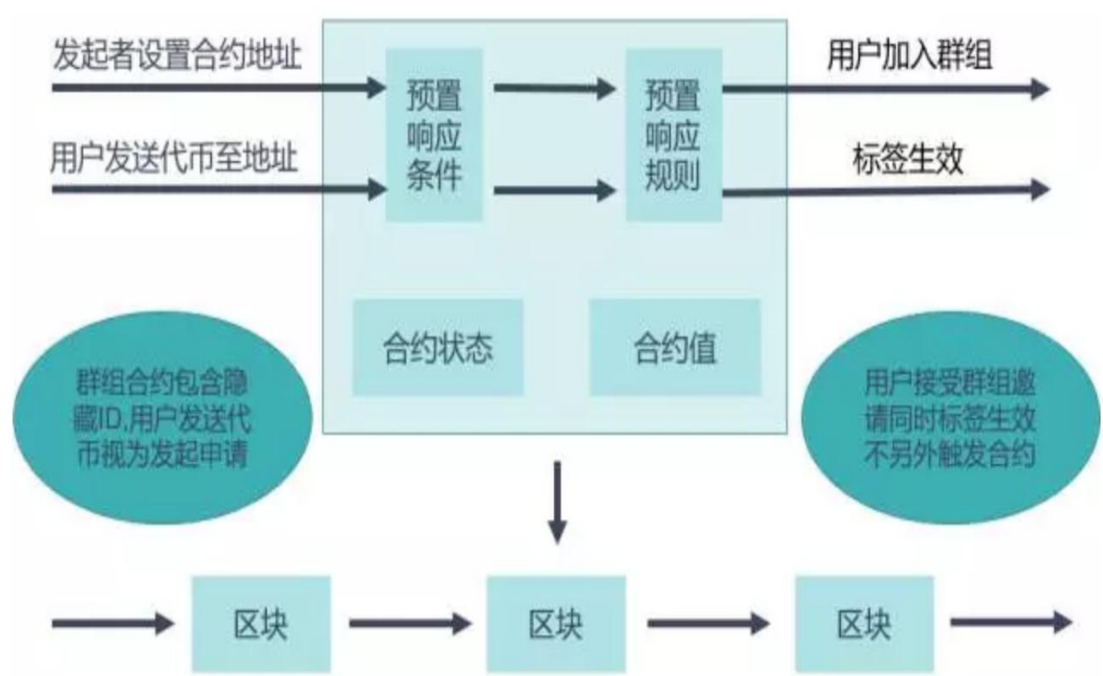 发起者设置合约地址
用户发送代币至地址
预置
响应
条件
预置
响应
规则
用户加入群组
标签生效
合约状态
合约值
群组合约包含隐
藏ID,用户发送代
币视为发起申请
用户接受群组邀
请同时标签生效
不另外触发合约
区块
区块
区块